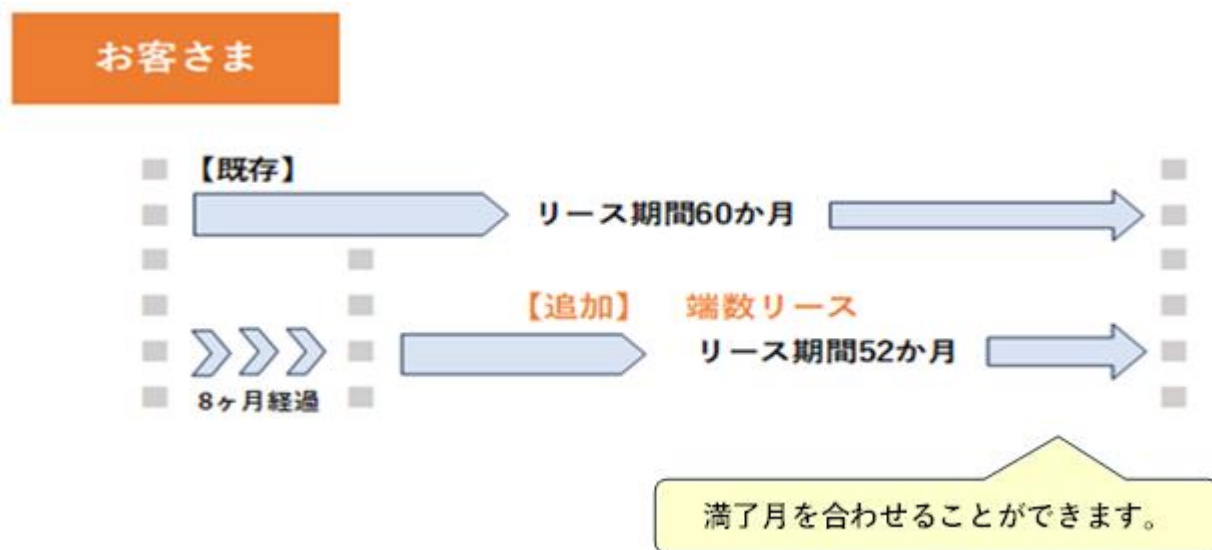 お客さま
【既存】
リース期間60か月
【追加】 端数リース
リース期間52か月
8ヶ月経過
満了月を合わせることができます。